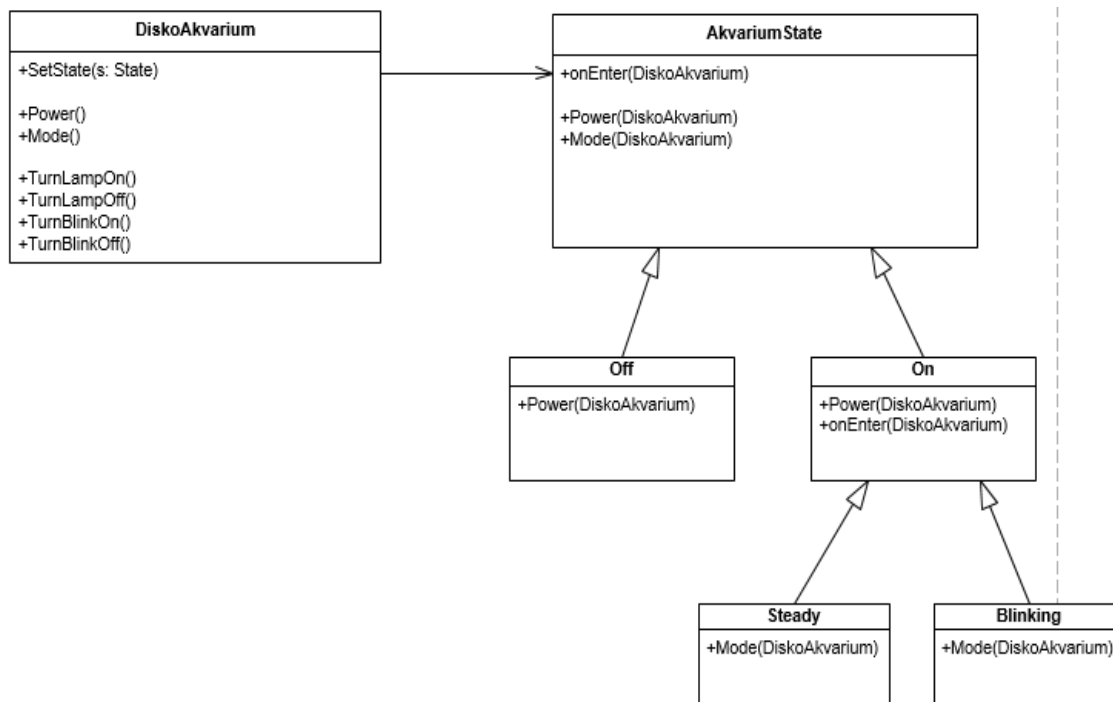 DiskoAkvarium
+SetState(s: State)
+Power()
+Mode()
+TurnLampOn()
+TurnLampOff()
+TurnBlinkOn()
+TurnBlinkOff()
AkvariumState
+onEnter(DiskoAkvarium)
+Power(DiskoAkvarium)
+Mode(DiskoAkvarium)
Off
+Power(DiskoAkvarium)
On
+Power(DiskoAkvarium)
+onEnter(DiskoAkvarium)
Steady
+Mode(DiskoAkvarium)
Blinking
+Mode(DiskoAkvarium)